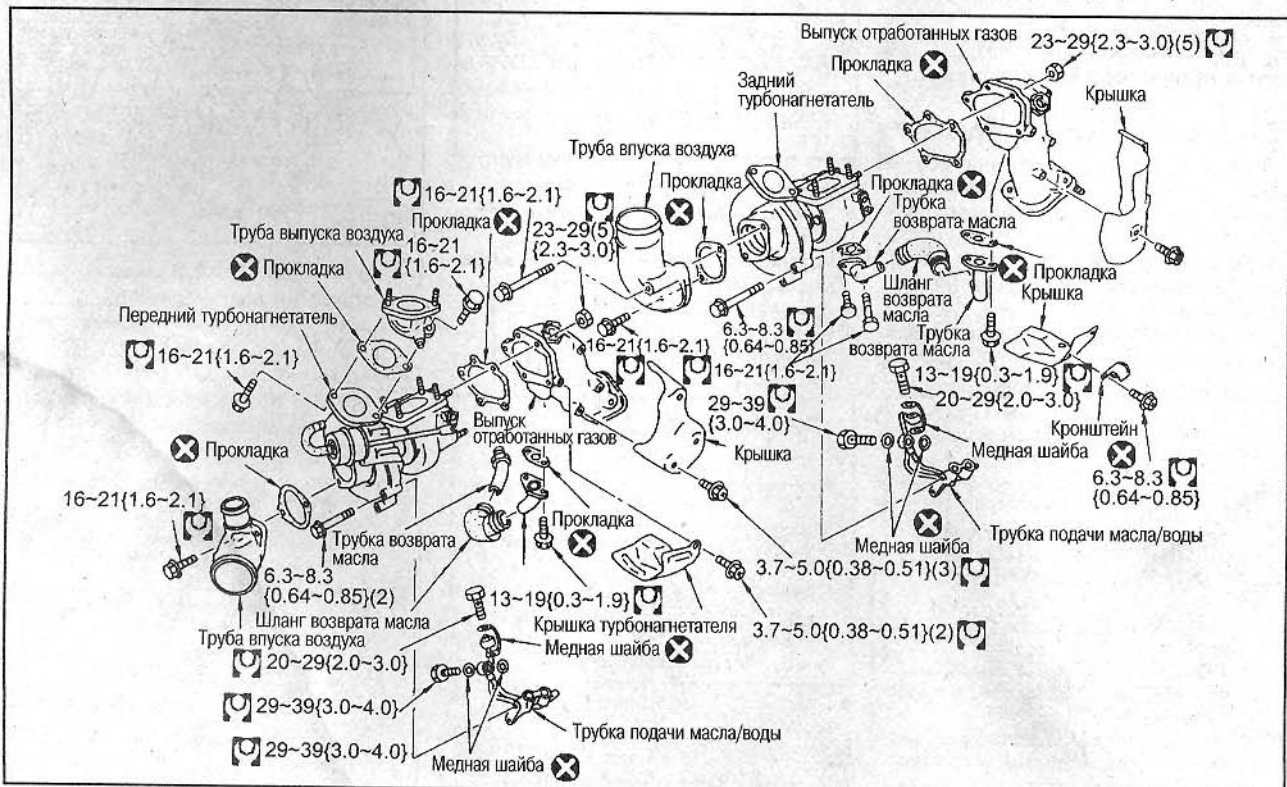 Выпуск отработанных газов
23~29{2.3~3.0}(5)
Прокладка
Крышка
Задний
турбонагнетатель
Труба впуска воздуха
Прокладка
Прокладка
Трубка
возврата масла
16~21{1.6~2.1}
Прокладка
23~29(5)
{2.3~3.0}
Труба выпуска воздуха
16~21
{1.6~2.1}
Прокладка
Передний турбонагнетатель
16~21{1.6~2.1}
Прокладка
Крышка
Шланг
возврата
масла
Трубка
возврата масла
6.3~8.3
{0.64~0.85}
16~21{1.6~2.1}
16~21{1.6~2.1}
13~19{0.3~1.9}
20~29{2.0~3.0}
29~39
{3.0~4.0}
Кронштейн
Медная шайба
6.3~8.3
{0.64~0.85}
Выпуск
отработанных газов
Крышка
Прокладка
16~21{1.6~2.1}
Трубка возврата
масла
Прокладка
Медная шайба
Трубка подачи масла/воды
3.7~5.0{0.38~0.51}(3)
6.3~8.3
{0.64~0.85}(2)
Шланг возврата масла
Труба впуска воздуха
13~19{0.3~1.9}
Крышка турбонагнетателя
3.7~5.0{0.38~0.51}(2)
Медная шайба
20~29{2.0~3.0}
29~39{3.0~4.0}
29~39{3.0~4.0}
Трубка подачи масла/воды
Медная шайба